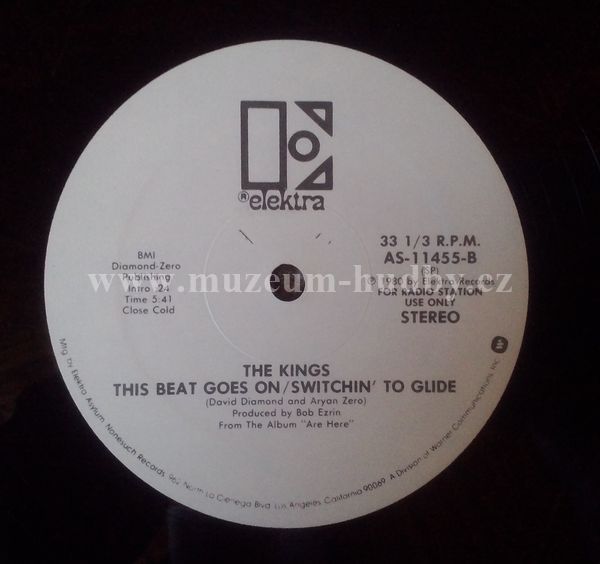 ® elektra
33 1/3 R.P.M.
AS-11455-B
(SP)
℗ 1980 by Elektra Records
FOR RADIO STATION
USE ONLY
STEREO
BMI
Diamond-Zero
Publishing
Intro :24
Time 5:41
Close Cold
www.muzeum-hudby.cz
THE KINGS
THIS BEAT GOES ON/SWITCHIN' TO GLIDE
(David Diamond and Aryan Zero)
Produced by Bob Ezrin
From The Album "Are Here"
Mfg. by Elektra/Asylum/Nonesuch Records, 962 North La Cienega Blvd. Los Angeles, California 90069. A Division of Warner Communications, Inc.